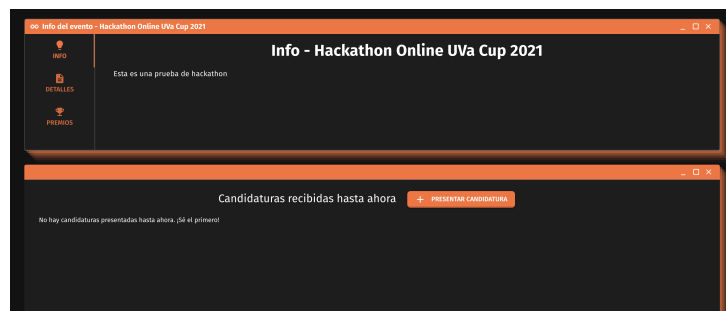 Info del evento - Hackathon Online UVa Cup 2021
INFO
DETALLES
PREMIOS
Info - Hackathon Online UVa Cup 2021
Esta es una prueba de hackathon
Candidaturas recibidas hasta ahora
+ PRESENTAR CANDIDATURA
No hay candidaturas presentadas hasta ahora. ¡Sé el primero!